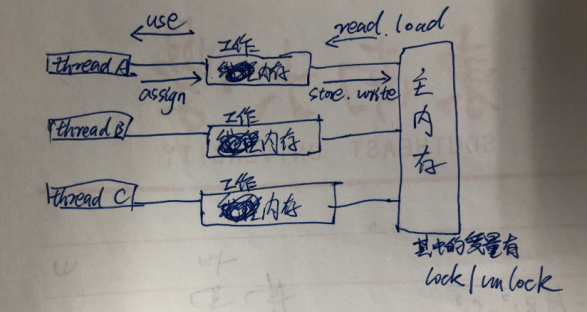 use
read.load
thread A
工作
内存
assign
store.write
主内存
thread B
工作
内存
thread C
工作
内存
其中的变量有
lock/unlock